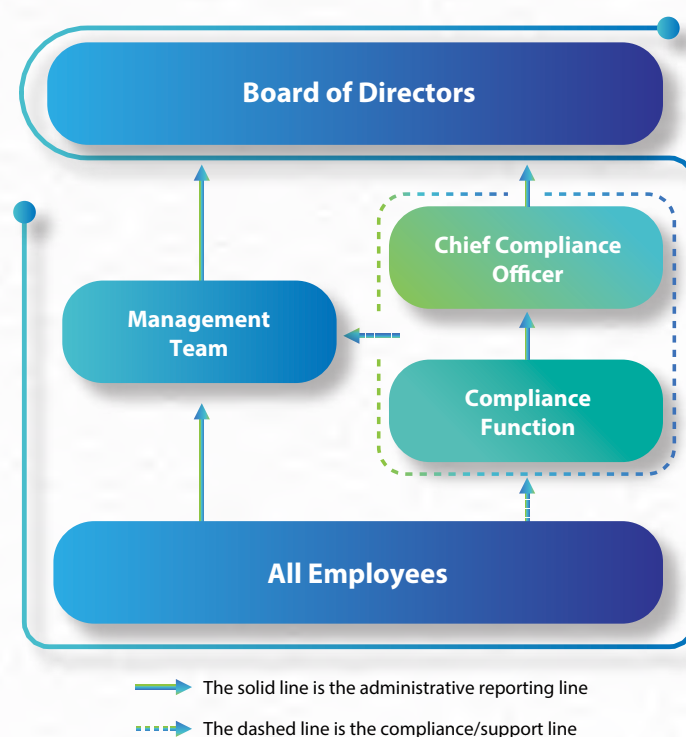 Board of Directors
Chief Compliance
Officer
Management
Team
Compliance
Function
All Employees
The solid line is the administrative reporting line
The dashed line is the compliance/support line